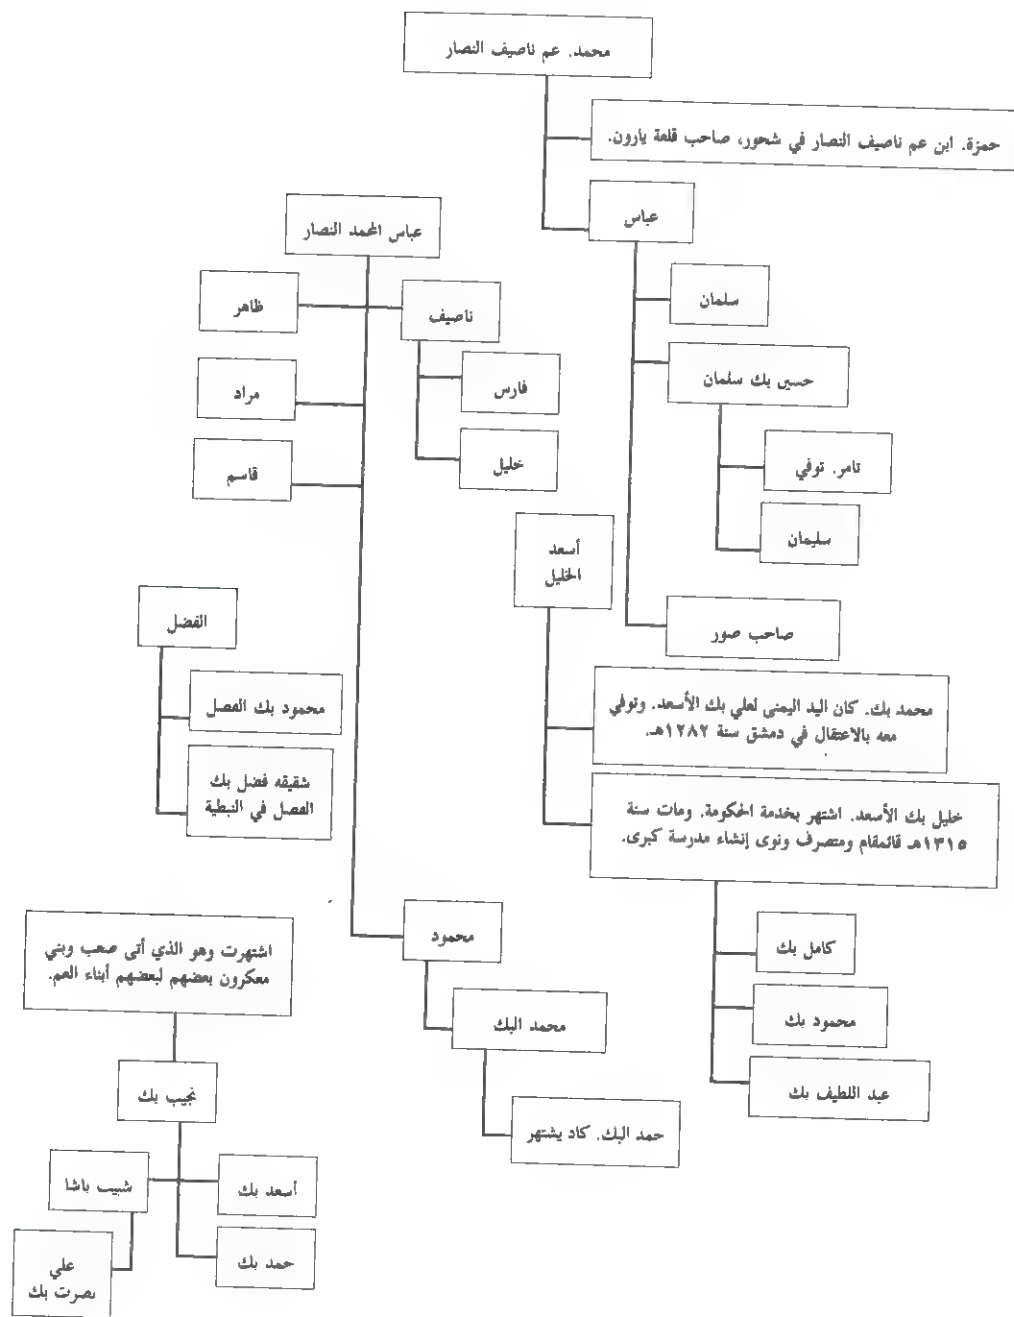 محمد. عم ناصيف النصار
حمزة. ابن عم ناصيف النصار في شحور، صاحب قلعة يارون.
عباس
سلمان
حسين بك سلمان
تامر. توفي
سليمان
صاحب صور
عباس المحمد النصار
ناصيف
فارس
خليل
ظاهر
مراد
قاسم
محمود
محمد البك
حمد البك. كاد يشتهر
أسعد
الخليل
محمد بك. كان اليد اليمنى لعلي بك الأسعد. وتوفي
معه بالاعتقال في دمشق سنة ١٢٨٢هـ.
خليل بك الأسعد. اشتهر بخدمة الحكومة. ومات سنة
١٣١٥هـ قائمقام ومتصرف ونوى إنشاء مدرسة كبرى.
كامل بك
محمود بك
عبد اللطيف بك
الفضل
محمود بك الفصل
شقيقه فضل بك
الفصل في النبطية
اشتهرت وهو الذي أتى صعب وبني
معكرون بعضهم لبعضهم أبناء العم.
نجيب بك
أسعد بك
حمد بك
شبيب باشا
علي
نصرت بك